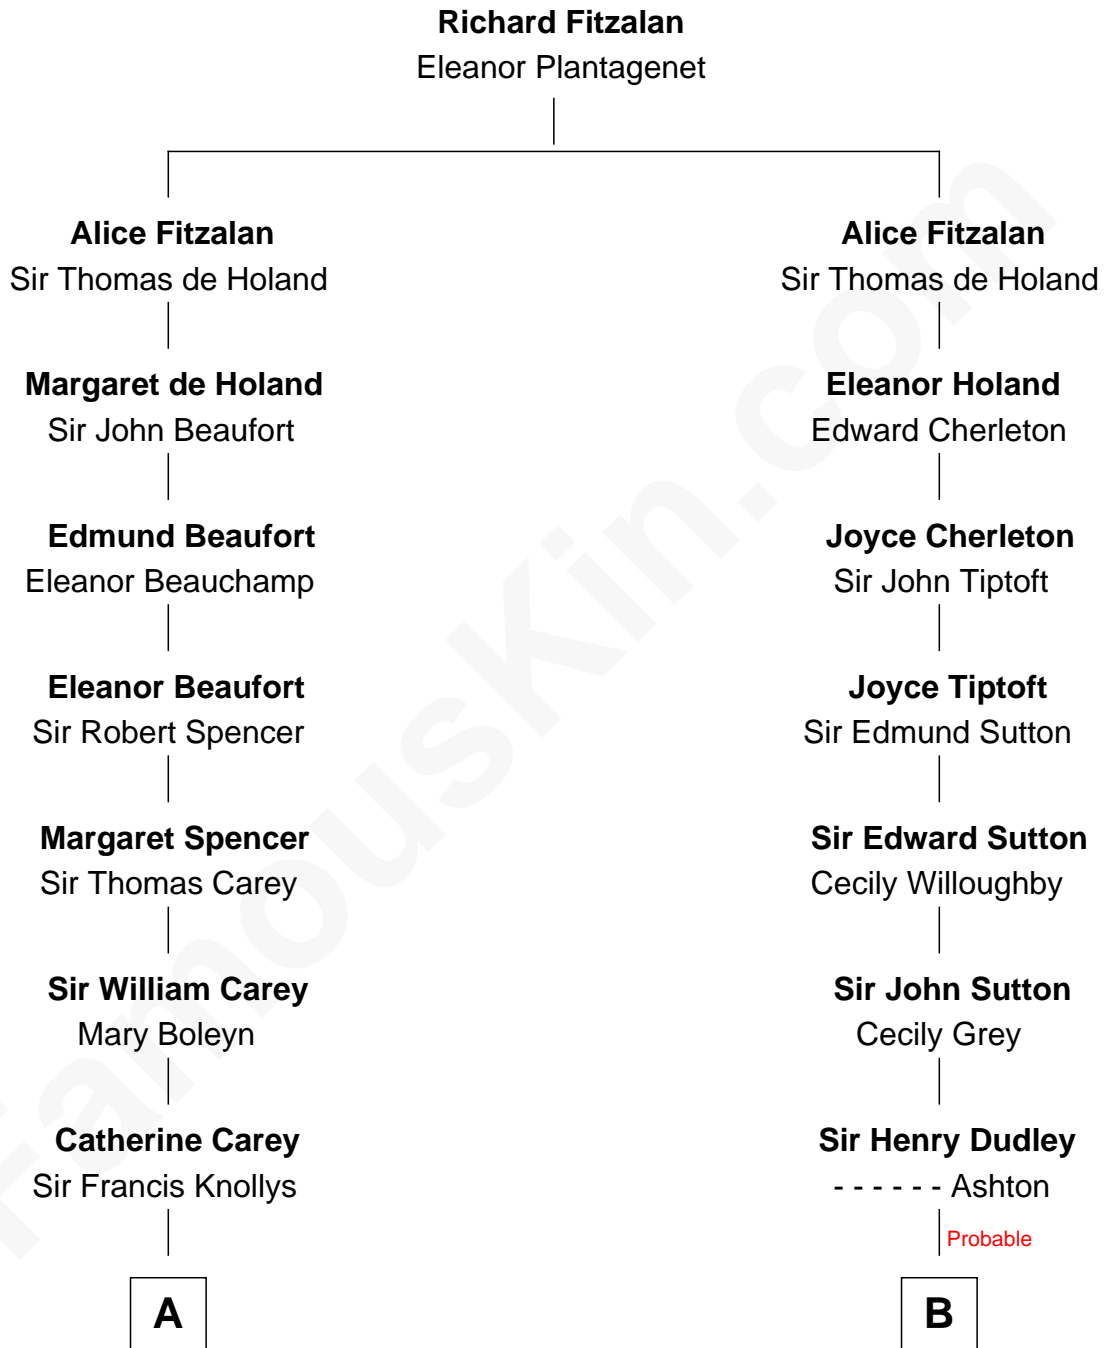 Richard Fitzalan
Eleanor Plantagenet
Alice Fitzalan
Sir Thomas de Holand
Margaret de Holand
Sir John Beaufort
Edmund Beaufort
Eleanor Beauchamp
Eleanor Beaufort
Sir Robert Spencer
Margaret Spencer
Sir Thomas Carey
Sir William Carey
Mary Boleyn
Catherine Carey
Sir Francis Knollys
A
Alice Fitzalan
Sir Thomas de Holand
Eleanor Holand
Edward Cherleton
Joyce Cherleton
Sir John Tiptoft
Joyce Tiptoft
Sir Edmund Sutton
Sir Edward Sutton
Cecily Willoughby
Sir John Sutton
Cecily Grey
Sir Henry Dudley
- - - - - - Ashton
Probable
B
FamousKin.com